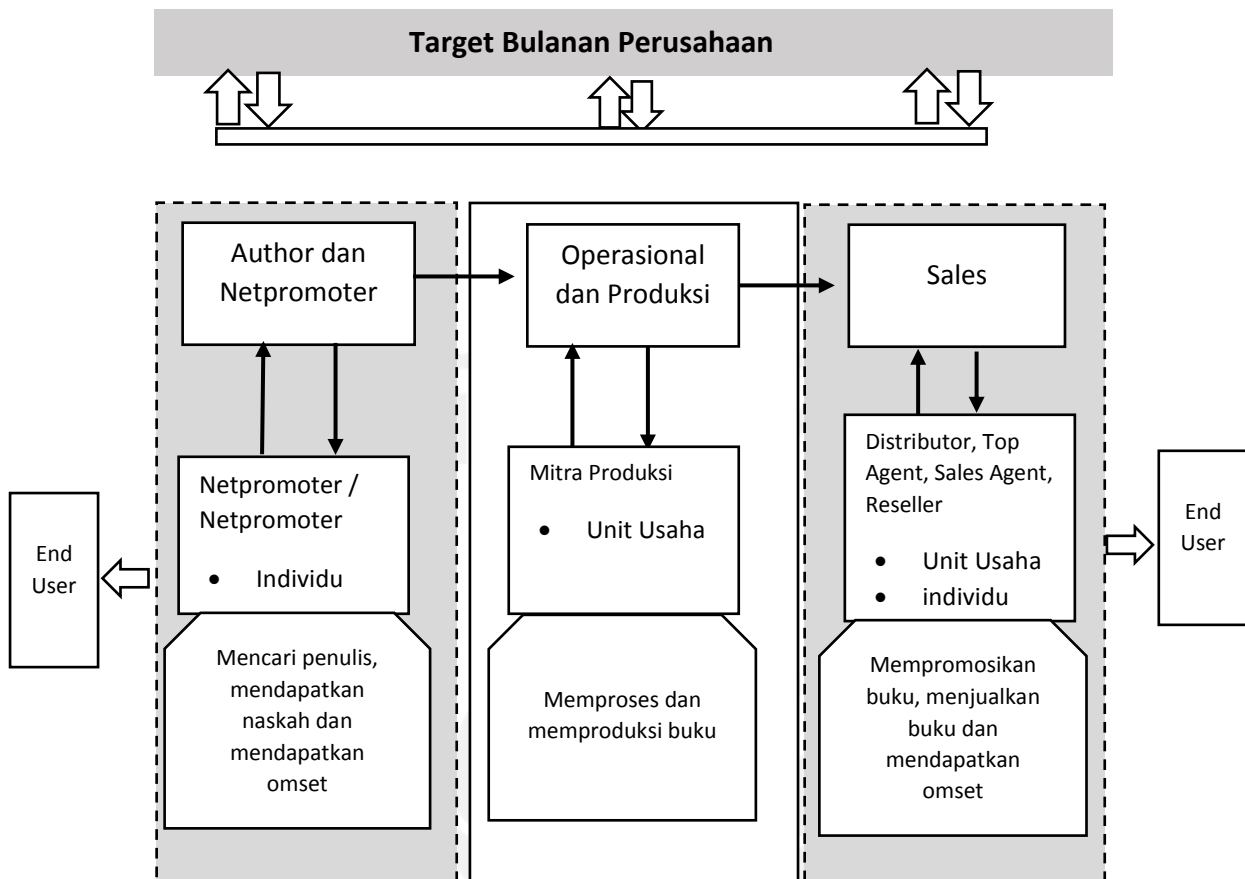 Target Bulanan Perusahaan
Author dan
Netpromoter
Operasional
dan Produksi
Sales
Netpromoter /
Netpromoter
• Individu
Mitra Produksi
• Unit Usaha
Distributor, Top
Agent, Sales Agent,
Reseller
• Unit Usaha
• individu
End
User
End
User
Mencari penulis,
mendapatkan
naskah dan
mendapatkan
omset
Memproses dan
memproduksi buku
Mempromosikan
buku, menjualkan
buku dan
mendapatkan
omset